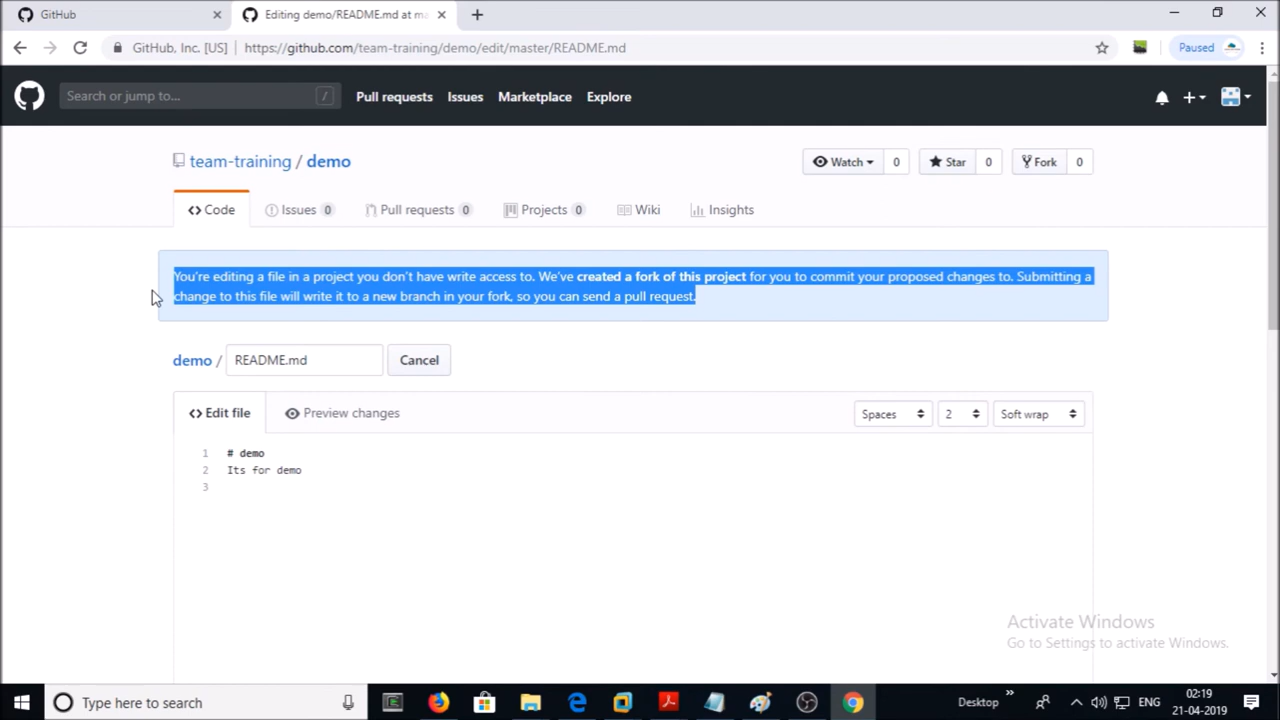 GitHub
Editing demo/README.md at ma
GitHub, Inc. [US] https://github.com/team-training/demo/edit/master/README.md
Paused
Search or jump to... /
Pull requests Issues Marketplace Explore
team-training / demo
Watch 0 Star 0 Fork 0
Code Issues 0 Pull requests 0 Projects 0 Wiki Insights
You're editing a file in a project you don't have write access to. We've created a fork of this project for you to commit your proposed changes to. Submitting a
change to this file will write it to a new branch in your fork, so you can send a pull request.
demo / README.md Cancel
Edit file Preview changes Spaces 2 Soft wrap
1 # demo
2 Its for demo
3
Activate Windows
Go to Settings to activate Windows.
Type here to search Desktop ENG 02:19
21-04-2019